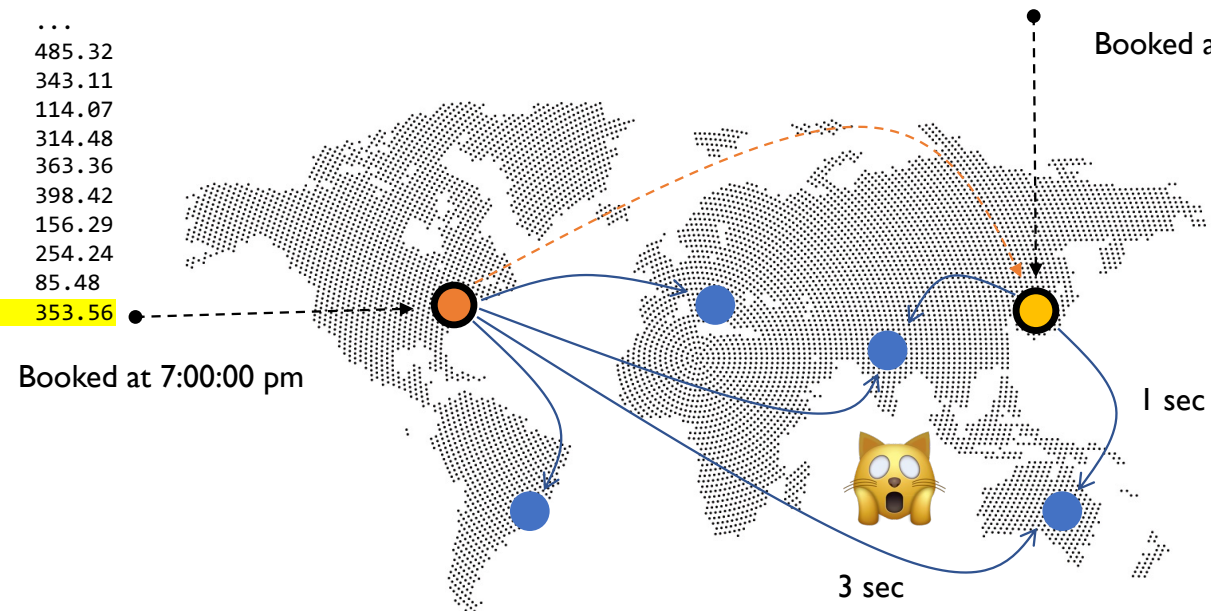 ...
485.32
343.11
114.07
314.48
363.36
398.42
156.29
254.24
85.48
353.56
Booked at 7:00:00 pm
Booked a
1 sec
3 sec